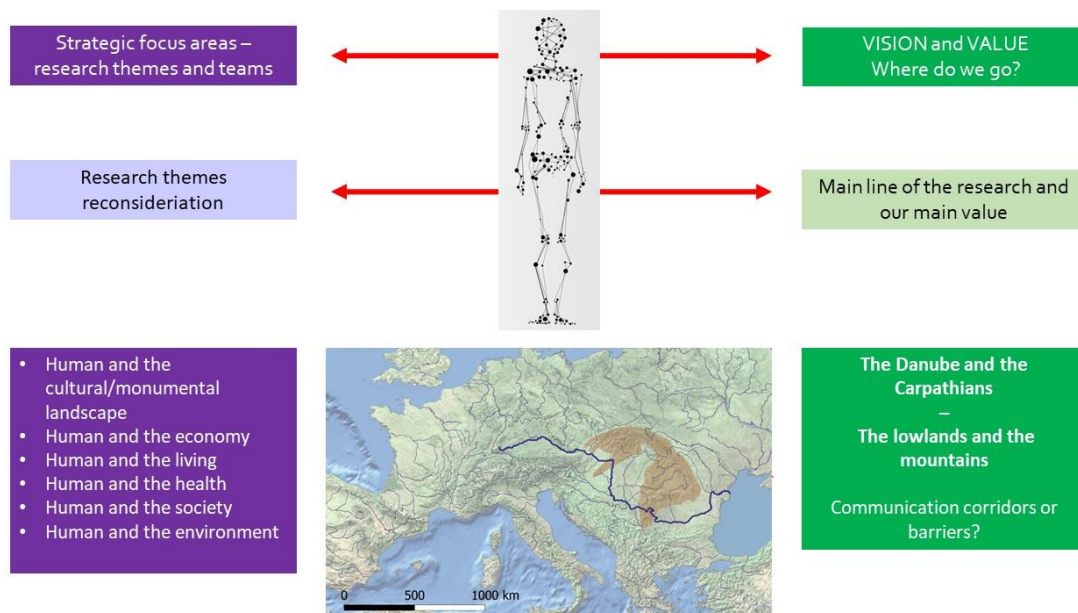 Strategic focus areas –
research themes and teams
VISION and VALUE
Where do we go?
Research themes
reconsideriation
Main line of the research and
our main value
• Human and the
cultural/monumental
landscape
• Human and the economy
• Human and the living
• Human and the health
• Human and the society
• Human and the environment
0 500 1000 km
The Danube and the
Carpathians
–
The lowlands and the
mountains
Communication corridors or
barriers?